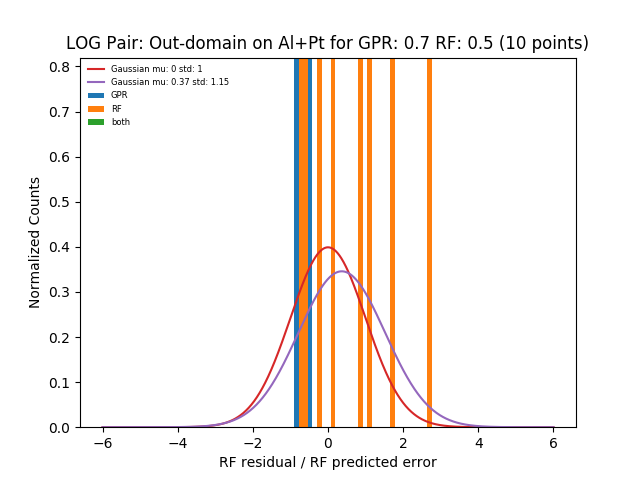 LOG Pair: Out-domain on Al+Pt for GPR: 0.7 RF: 0.5 (10 points)
Gaussian mu: 0 std: 1
Gaussian mu: 0.37 std: 1.15
GPR
RF
both
Normalized Counts
0.8
0.7
0.6
0.5
0.4
0.3
0.2
0.1
0.0
−6
−4
−2
0
2
4
6
RF residual / RF predicted error